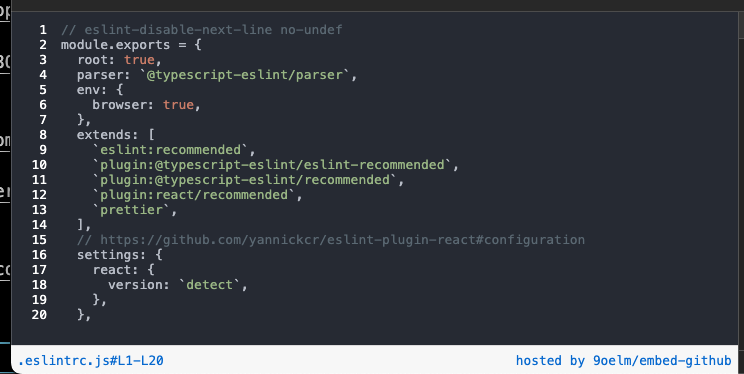 1 // eslint-disable-next-line no-undef
2 module.exports = {
3   root: true,
4   parser: `@typescript-eslint/parser`,
5   env: {
6     browser: true,
7   },
8   extends: [
9     `eslint:recommended`,
10     `plugin:@typescript-eslint/eslint-recommended`,
11     `plugin:@typescript-eslint/recommended`,
12     `plugin:react/recommended`,
13     `prettier`,
14   ],
15   // https://github.com/yannickcr/eslint-plugin-react#configuration
16   settings: {
17     react: {
18       version: `detect`,
19     },
20   },
.eslintrc.js#L1-L20 hosted by 9oelm/embed-github